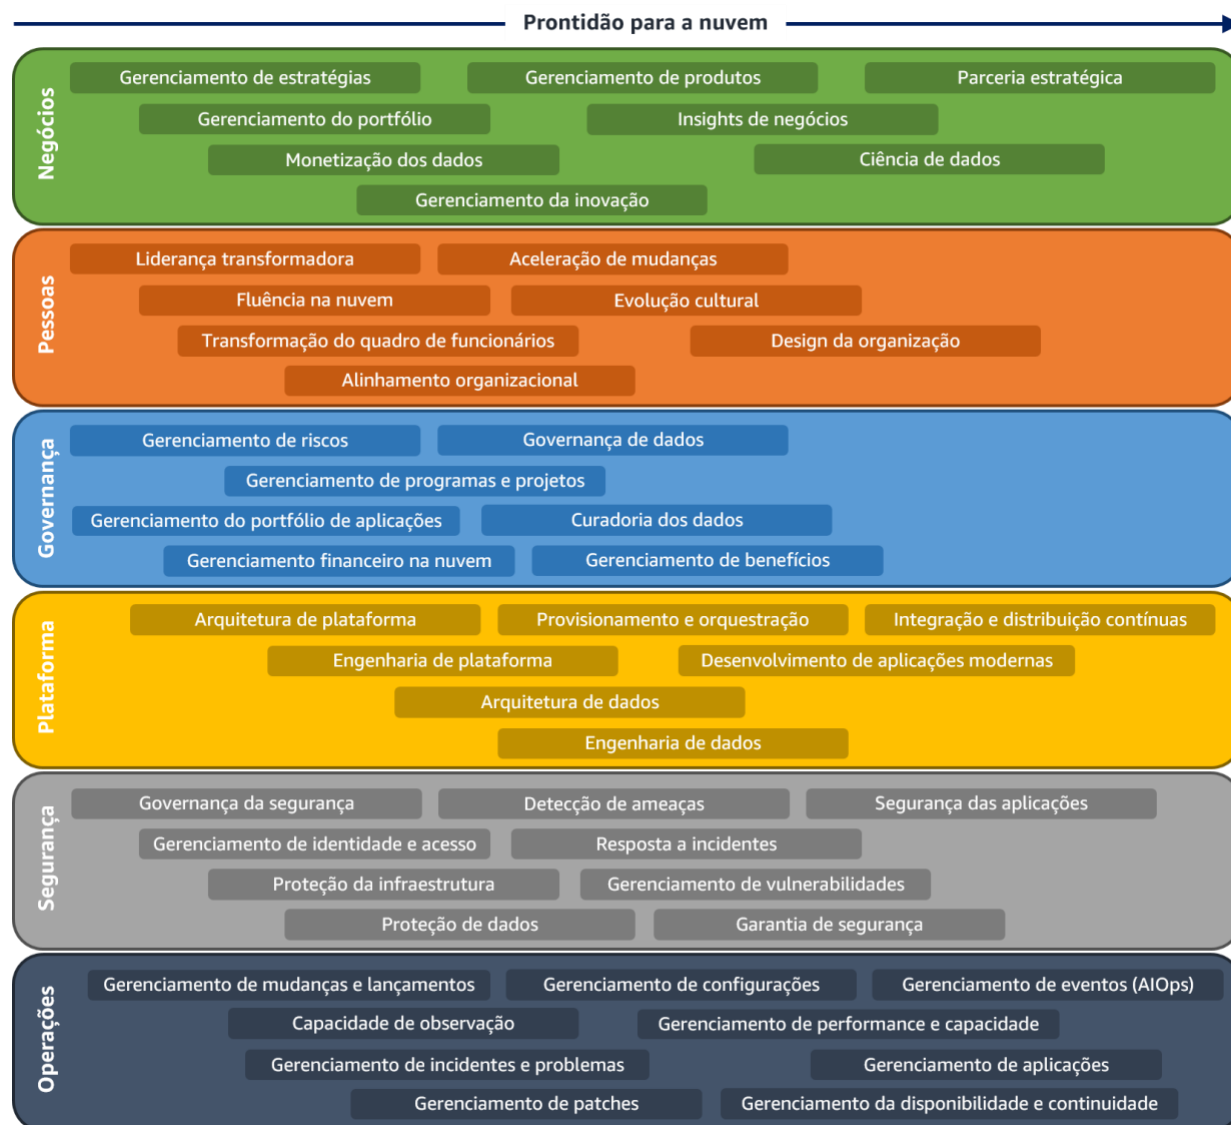 Prontidão para a nuvem
Negócios
Gerenciamento de estratégias
Gerenciamento de produtos
Parceria estratégica
Gerenciamento do portfólio
Insights de negócios
Monetização dos dados
Ciência de dados
Gerenciamento da inovação
Pessoas
Liderança transformadora
Aceleração de mudanças
Fluência na nuvem
Evolução cultural
Transformação do quadro de funcionários
Design da organização
Alinhamento organizacional
Governança
Gerenciamento de riscos
Governança de dados
Gerenciamento de programas e projetos
Gerenciamento do portfólio de aplicações
Curadoria dos dados
Gerenciamento financeiro na nuvem
Gerenciamento de benefícios
Plataforma
Arquitetura de plataforma
Provisionamento e orquestração
Integração e distribuição contínuas
Engenharia de plataforma
Desenvolvimento de aplicações modernas
Arquitetura de dados
Engenharia de dados
Segurança
Governança da segurança
Detecção de ameaças
Segurança das aplicações
Gerenciamento de identidade e acesso
Resposta a incidentes
Proteção da infraestrutura
Gerenciamento de vulnerabilidades
Proteção de dados
Garantia de segurança
Operações
Gerenciamento de mudanças e lançamentos
Gerenciamento de configurações
Gerenciamento de eventos (AIOps)
Capacidade de observação
Gerenciamento de performance e capacidade
Gerenciamento de incidentes e problemas
Gerenciamento de aplicações
Gerenciamento de patches
Gerenciamento da disponibilidade e continuidade